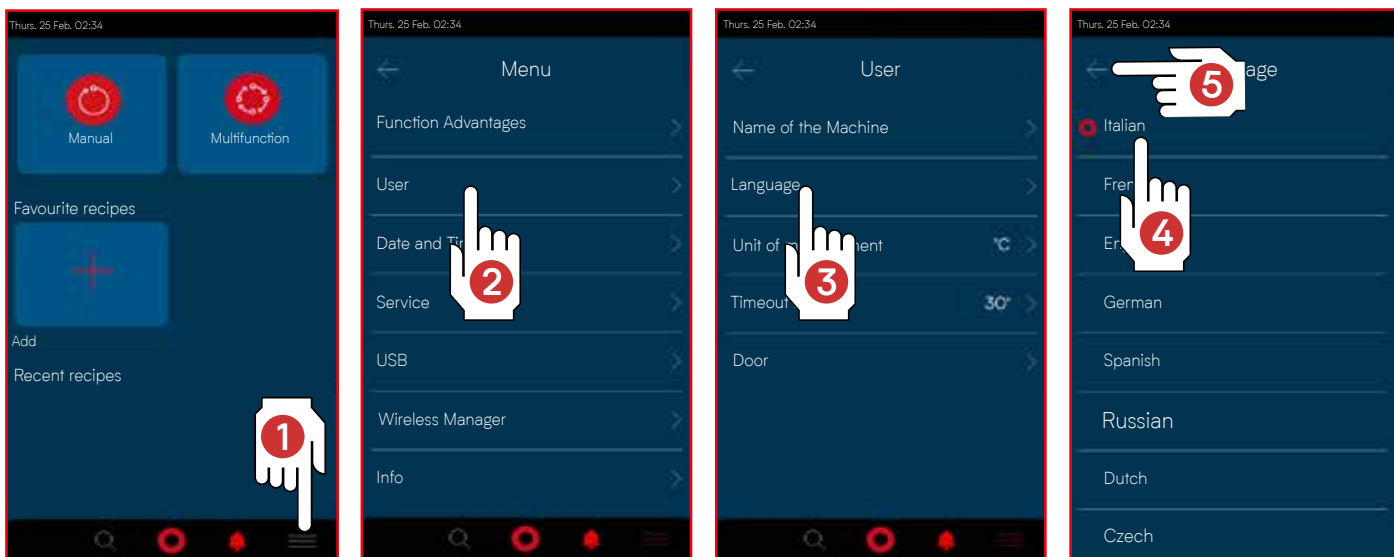 Thurs. 25 Feb. 02:34
Manual
Multifunction
Favourite recipes
Add
Recent recipes
1
Thurs. 25 Feb. 02:34
Menu
Function Advantages
User
Date and
2
Service
USB
Wireless Manager
Info
Thurs. 25 Feb. 02:34
User
Name of the Machine
Language
Unit of ment °C
3
Timeout 30"
Door
Thurs. 25 Feb. 02:34
5
age
Italian
Fren
4
German
Spanish
Russian
Dutch
Czech